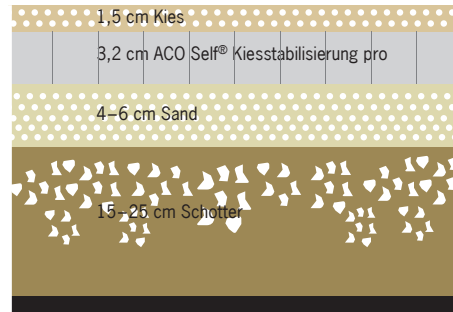 1,5 cm Kies
3,2 cm ACO Self® Kiesstabilisierung pro
4–6 cm Sand
15–25 cm Schotter